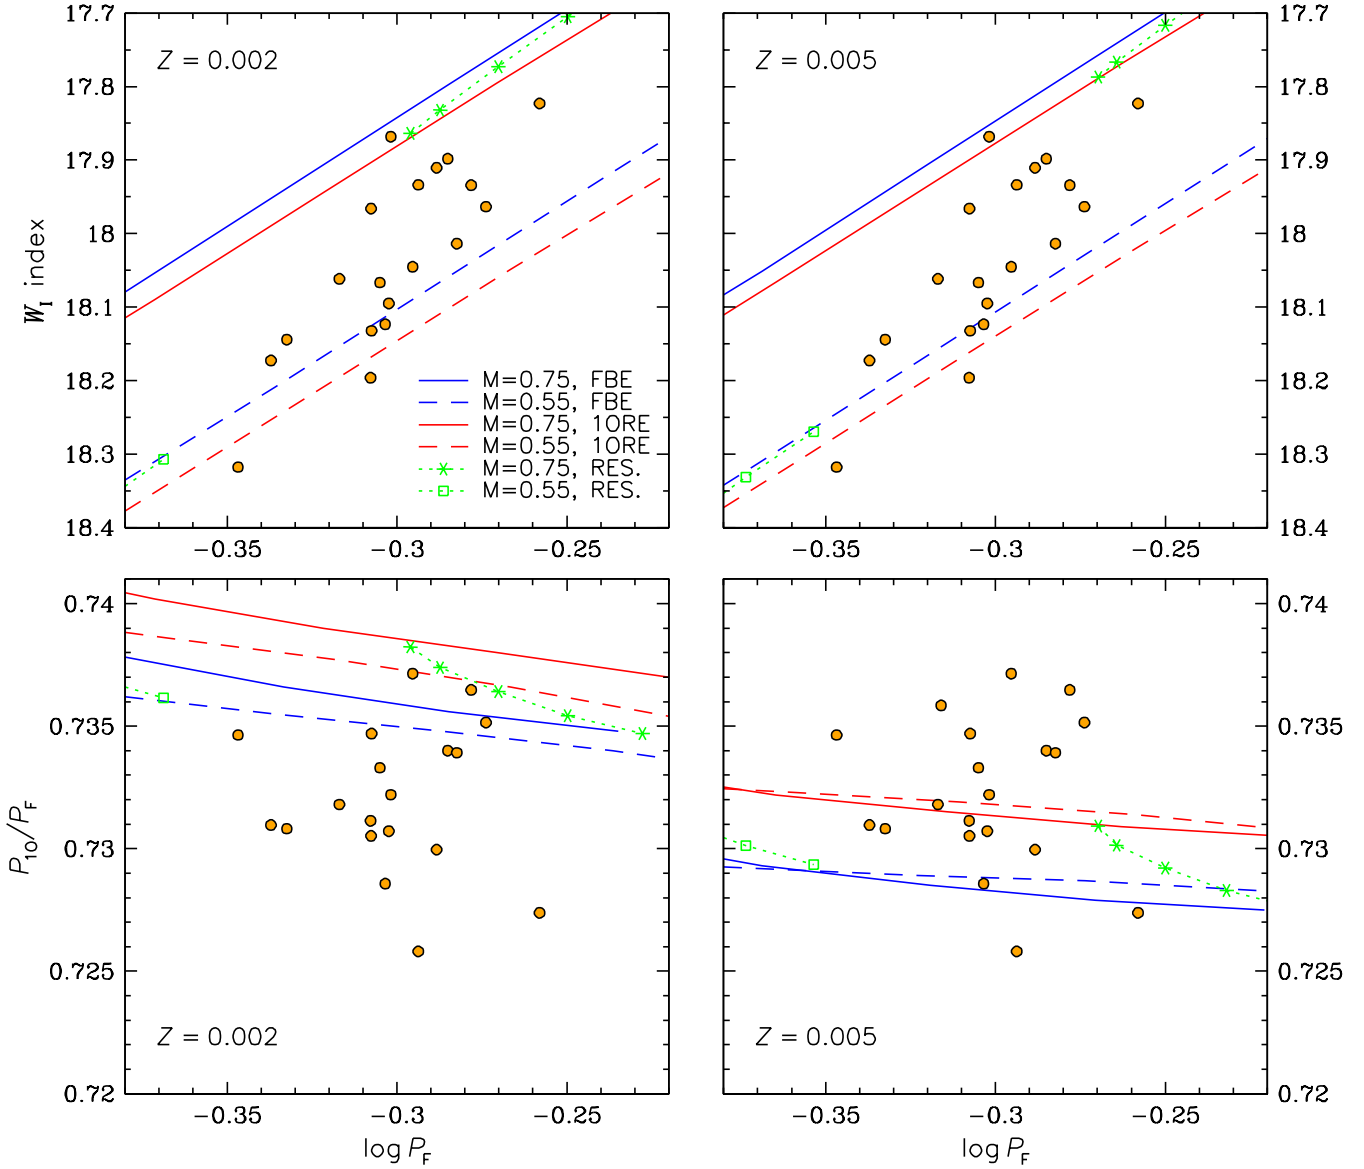 17.7
17.8
17.9
18
18.1
18.2
18.3
18.4
W_I index
Z = 0.002
M=0.75, FBE
M=0.55, FBE
M=0.75, 1ORE
M=0.55, 1ORE
M=0.75, RES.
M=0.55, RES.
−0.35 −0.3 −0.25
Z = 0.005
17.7
17.8
17.9
18
18.1
18.2
18.3
18.4
−0.35 −0.3 −0.25
0.74
0.735
0.73
0.725
0.72
P_10/P_F
Z = 0.002
−0.35 −0.3 −0.25
log P_F
Z = 0.005
0.74
0.735
0.73
0.725
0.72
−0.35 −0.3 −0.25
log P_F